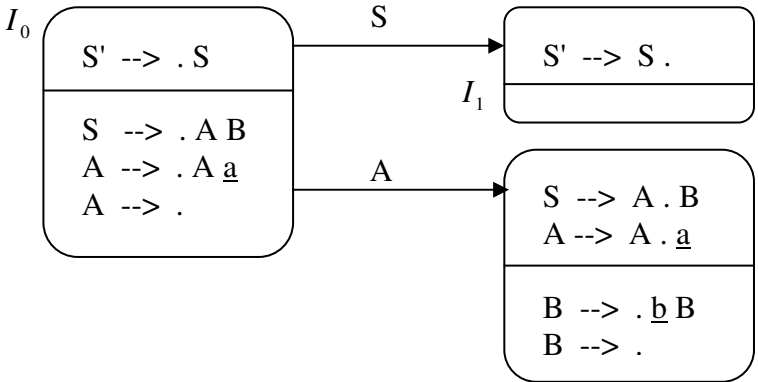 I0
S' --> . S
S --> . A B
A --> . A a
A --> .
S
S' --> S .
I1
A
S --> A . B
A --> A . a
B --> . b B
B --> .